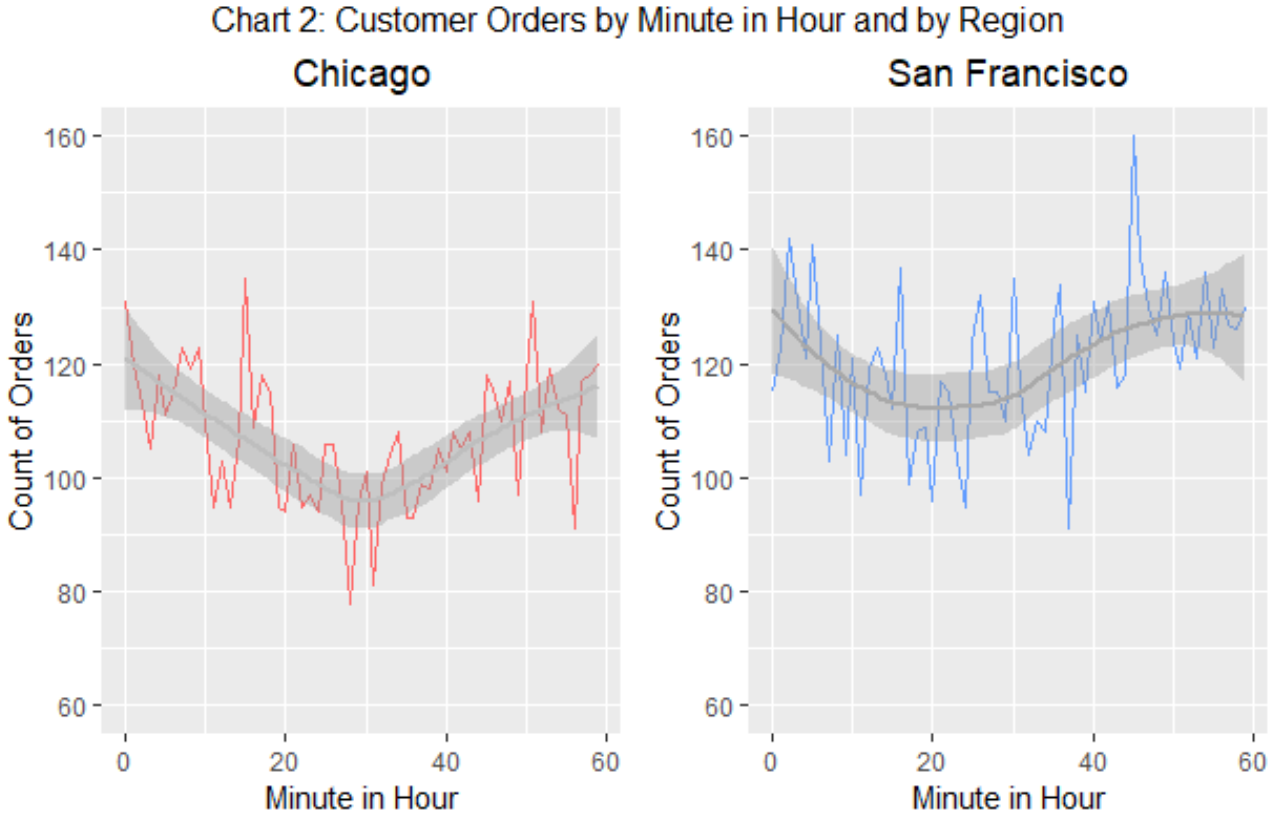 Chart 2: Customer Orders by Minute in Hour and by Region
Chicago
160
140
120
100
80
60
Count of Orders
0 20 40 60
Minute in Hour
San Francisco
160
140
120
100
80
60
Count of Orders
0 20 40 60
Minute in Hour